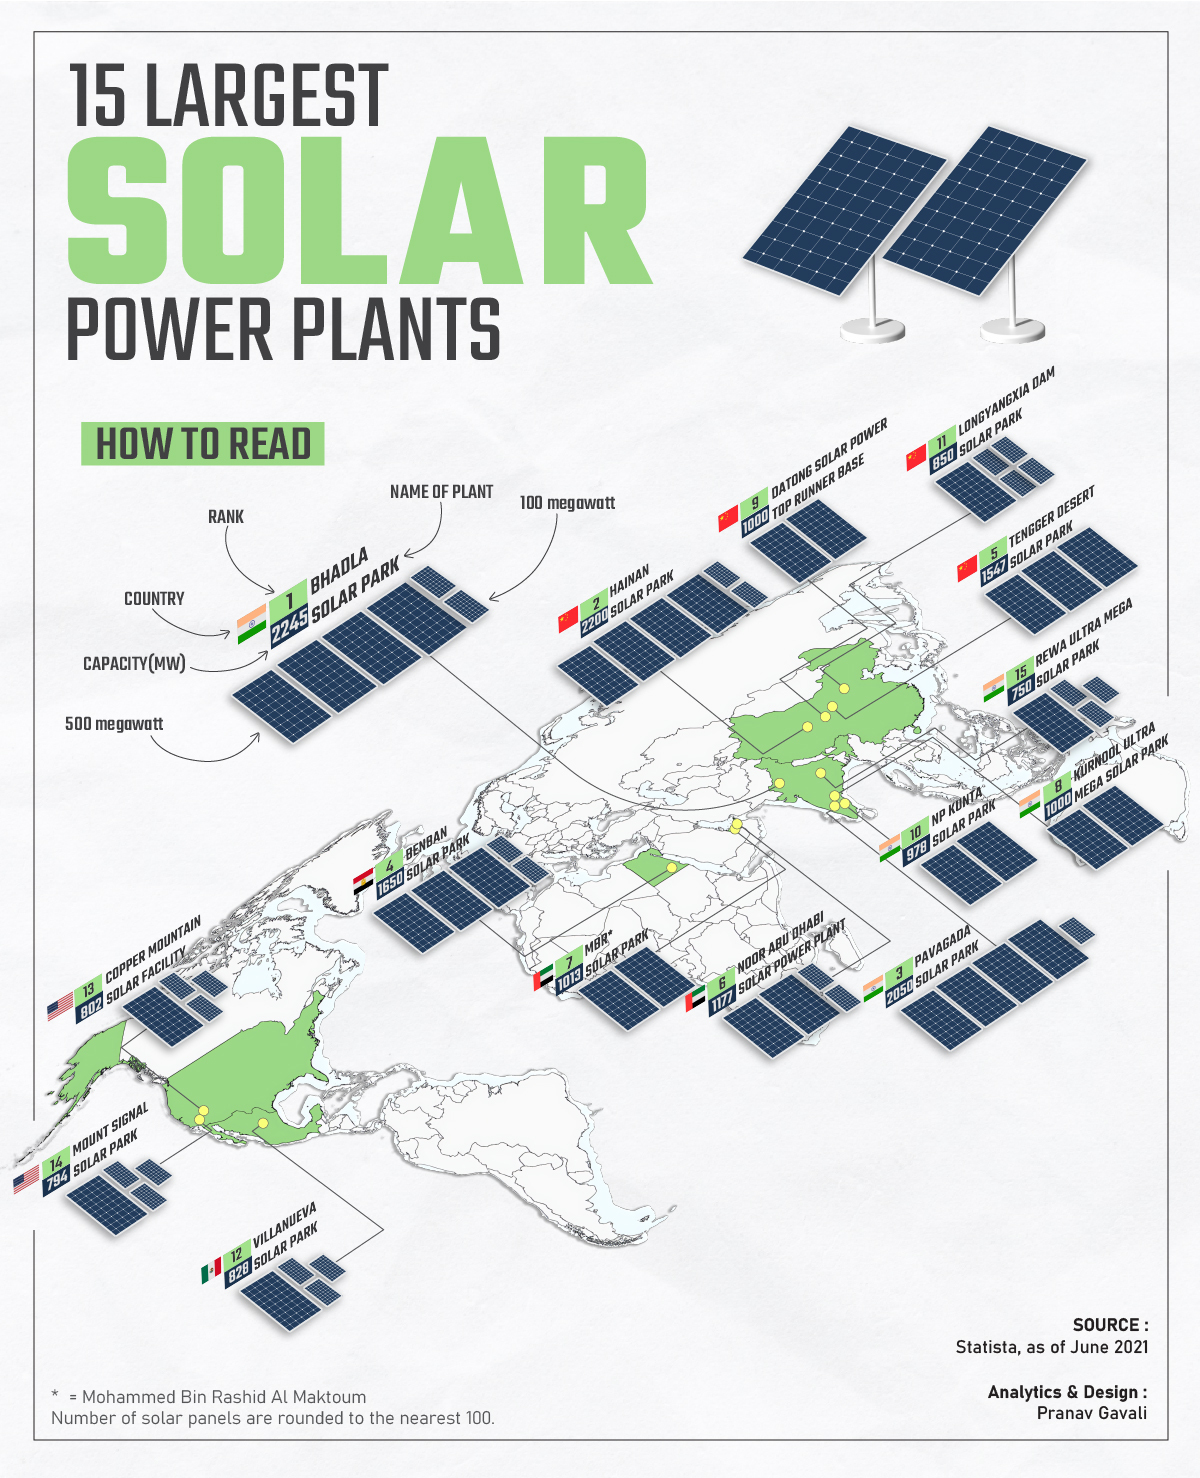 15 LARGEST
SOLAR
POWER PLANTS
HOW TO READ
NAME OF PLANT
100 megawatt
RANK
COUNTRY
CAPACITY(MW)
500 megawatt
1 BHADLA
2245 SOLAR PARK
2 HAINAN
2200 SOLAR PARK
9 DATONG SOLAR POWER
1000 TOP RUNNER BASE
11 LONGYANGXIA DAM
850 SOLAR PARK
5 TENGGER DESERT
1547 SOLAR PARK
15 REWA ULTRA MEGA
750 SOLAR PARK
8 KURNOOL ULTRA
1000 MEGA SOLAR PARK
10 NP KUNTA
978 SOLAR PARK
4 BENBAN
1650 SOLAR PARK
7 MBR*
1013 SOLAR PARK
6 NOOR ABU DHABI
1177 SOLAR POWER PLANT
3 PAVAGADA
2050 SOLAR PARK
13 COPPER MOUNTAIN
802 SOLAR FACILITY
14 MOUNT SIGNAL
794 SOLAR PARK
12 VILLANUEVA
828 SOLAR PARK
SOURCE :
Statista, as of June 2021
Analytics & Design :
Pranav Gavali
* = Mohammed Bin Rashid Al Maktoum
Number of solar panels are rounded to the nearest 100.